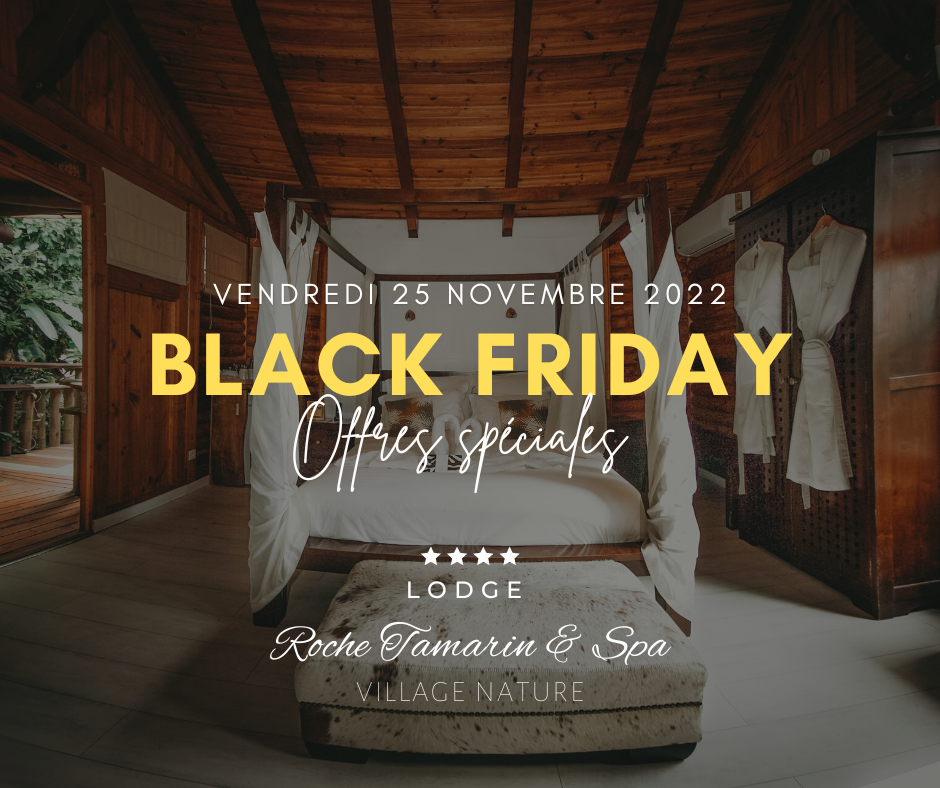 VENDREDI 25 NOVEMBRE 2022
BLACK FRIDAY
Offres spéciales
LODGE
Roche Tamarin & Spa
VILLAGE NATURE